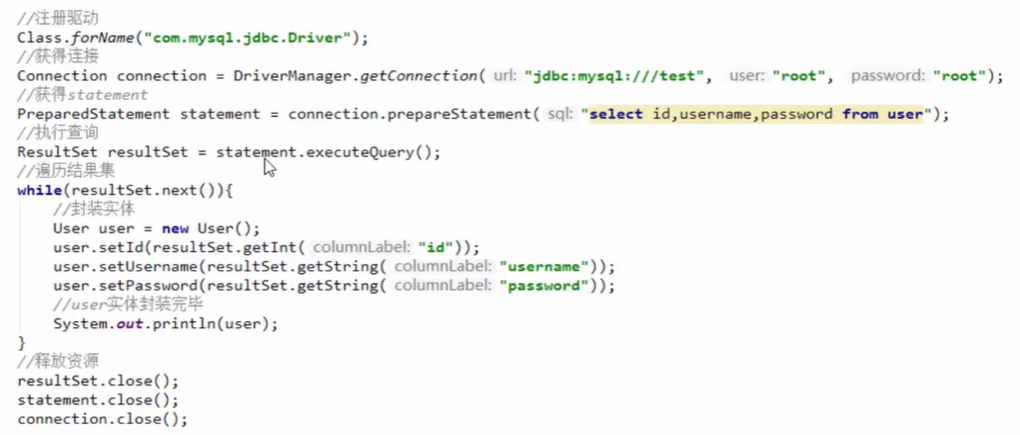 //注册驱动
Class.forName("com.mysql.jdbc.Driver");
//获得连接
Connection connection = DriverManager.getConnection( url: "jdbc:mysql:///test", user: "root", password: "root");
//获得statement
PreparedStatement statement = connection.prepareStatement( sql: "select id,username,password from user");
//执行查询
ResultSet resultSet = statement.executeQuery();
//遍历结果集
while(resultSet.next()){
    //封装实体
    User user = new User();
    user.setId(resultSet.getInt( columnLabel: "id"));
    user.setUsername(resultSet.getString( columnLabel: "username"));
    user.setPassword(resultSet.getString( columnLabel: "password"));
    //user实体封装完毕
    System.out.println(user);
}
//释放资源
resultSet.close();
statement.close();
connection.close();